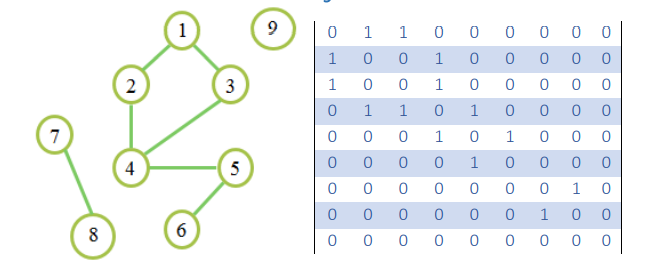 1
9
2
3
7
4
5
8
6
0 1 1 0 0 0 0 0 0
1 0 0 1 0 0 0 0 0
1 0 0 1 0 0 0 0 0
0 1 1 0 1 0 0 0 0
0 0 0 1 0 1 0 0 0
0 0 0 0 1 0 0 0 0
0 0 0 0 0 0 0 1 0
0 0 0 0 0 0 1 0 0
0 0 0 0 0 0 0 0 0